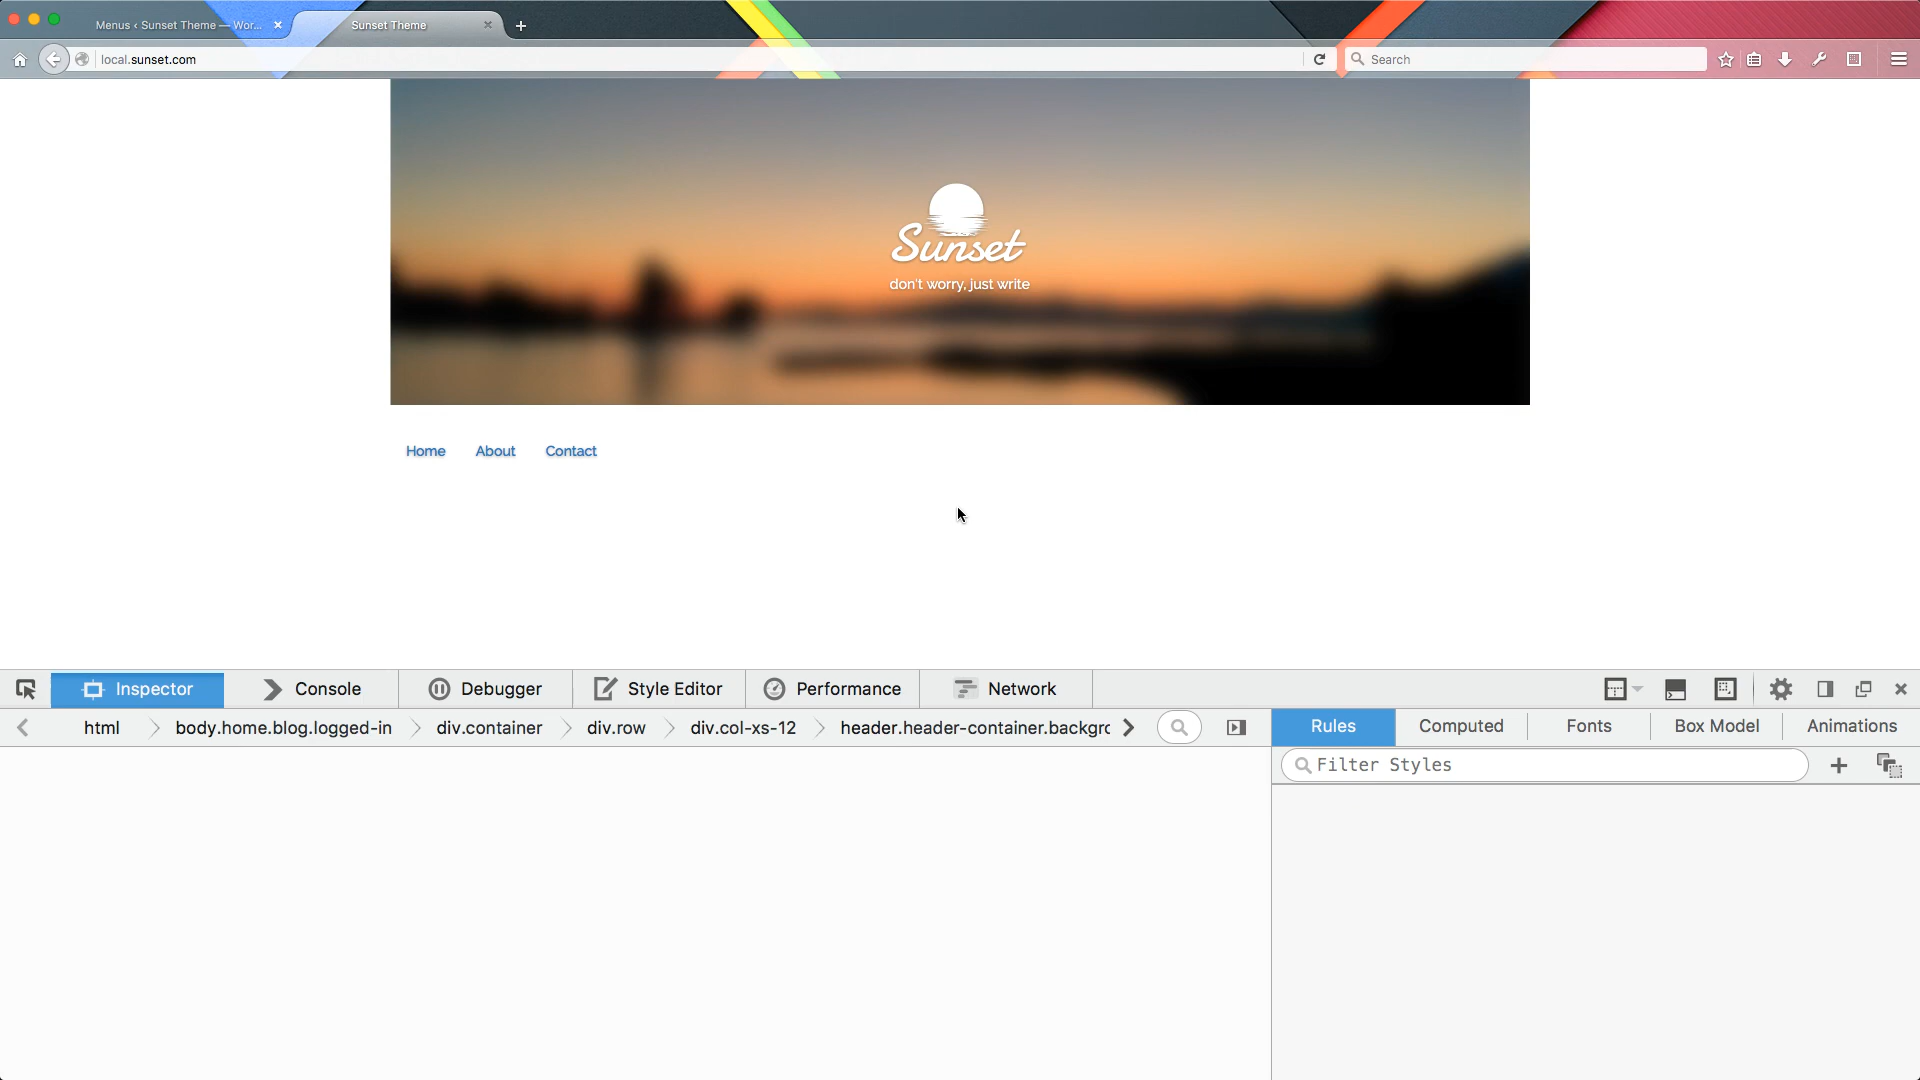 Menus ‹ Sunset Theme — Wor...
Sunset Theme
local.sunset.com
Search
Sunset
don't worry, just write
Home About Contact
Inspector Console Debugger Style Editor Performance Network
html body.home.blog.logged-in div.container div.row div.col-xs-12 header.header-container.backgrc
Rules Computed Fonts Box Model Animations
Filter Styles